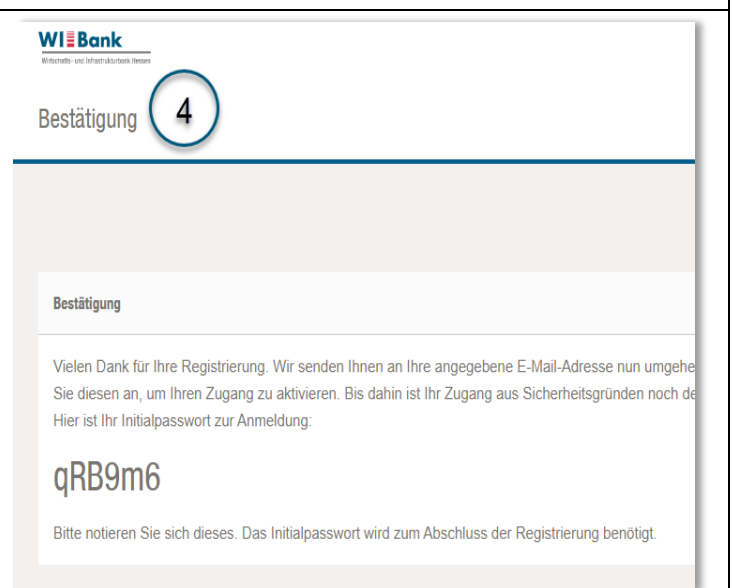 WIBank
Wirtschafts- und Infrastrukturbank Hessen
Bestätigung
4
Bestätigung
Vielen Dank für Ihre Registrierung. Wir senden Ihnen an Ihre angegebene E-Mail-Adresse nun umgehe
Sie diesen an, um Ihren Zugang zu aktivieren. Bis dahin ist Ihr Zugang aus Sicherheitsgründen noch de
Hier ist Ihr Initialpasswort zur Anmeldung:
qRB9m6
Bitte notieren Sie sich dieses. Das Initialpasswort wird zum Abschluss der Registrierung benötigt.